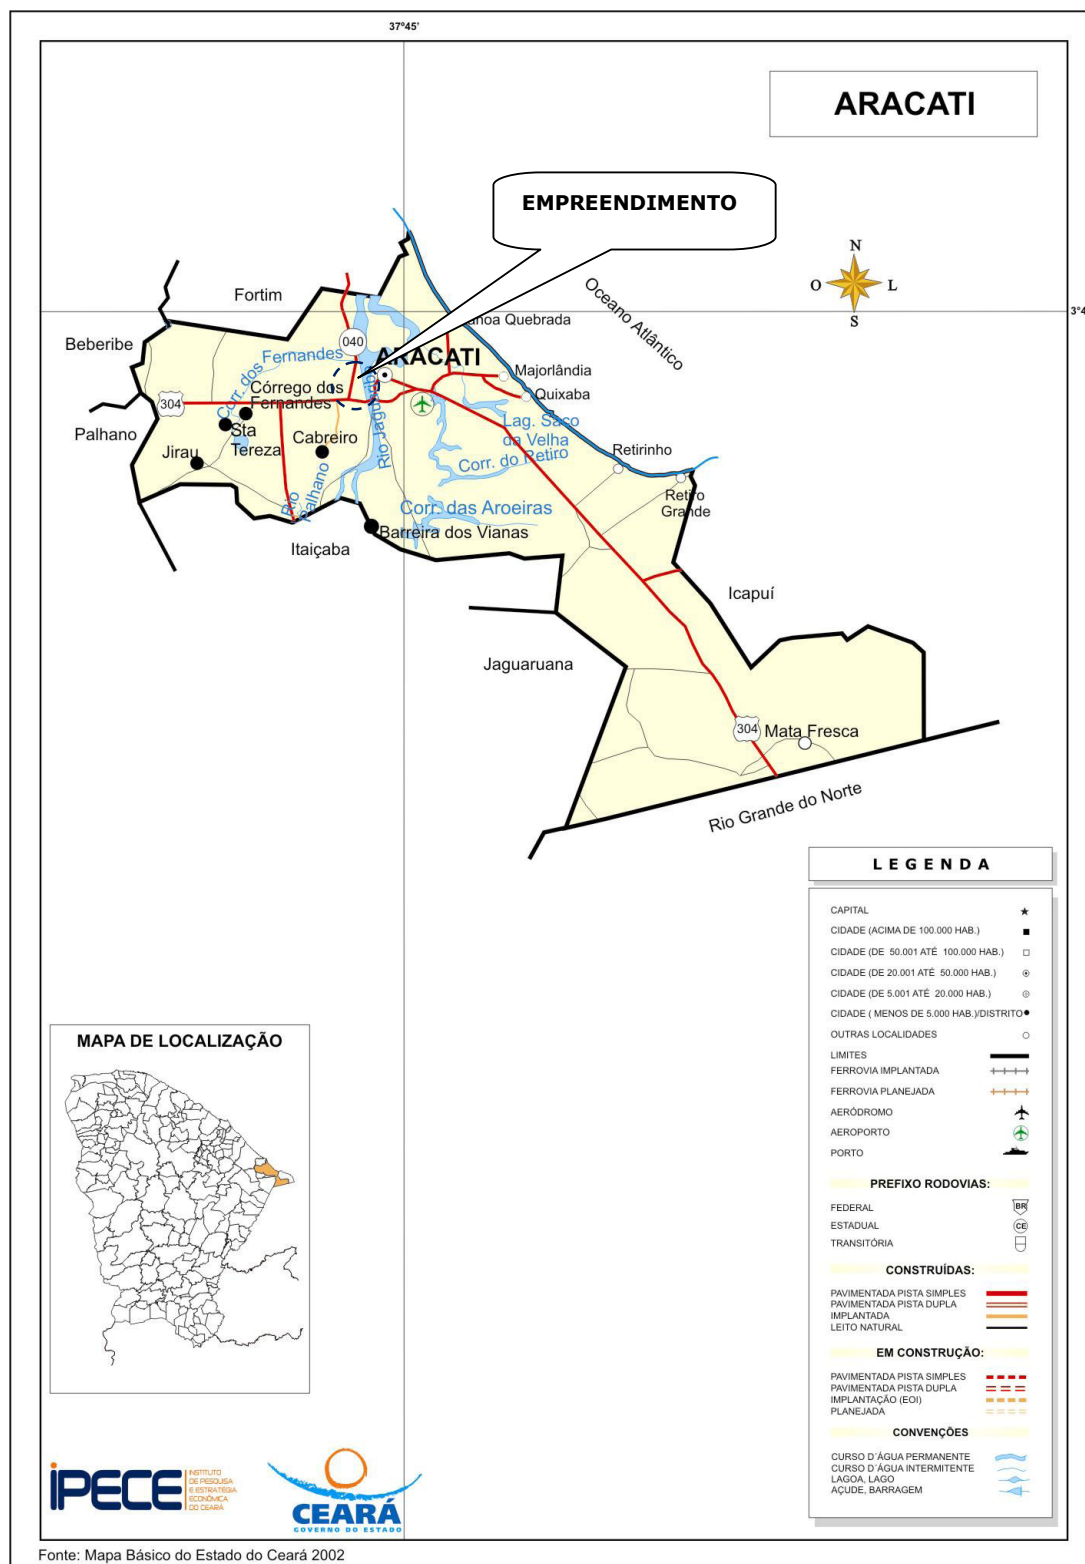 37º45'
ARACATI
EMPREENDIMENTO
N
O
L
S
Fortim
Oceano Atlântico
Beberibe
040
ARACATI
Corr. dos Fernandes
Majorlândia
Quixaba
304
Córrego dos
Fernandes
Palhano
Sta
Tereza
Cabreiro
Jirau
Rio Jaguaribe
Lag. Saco
da Velha
Corr. do Retiro
Retirinho
Retiro
Grande
Rio
Palhano
Corr. das Aroeiras
Barreira dos Vianas
Itaiçaba
Icapuí
Jaguaruana
304
Mata Fresca
Rio Grande do Norte
LEGENDA
CAPITAL
CIDADE (ACIMA DE 100.000 HAB.)
CIDADE (DE 50.001 ATÉ 100.000 HAB.)
CIDADE (DE 20.001 ATÉ 50.000 HAB.)
CIDADE (DE 5.001 ATÉ 20.000 HAB.)
CIDADE ( MENOS DE 5.000 HAB.)/DISTRITO
OUTRAS LOCALIDADES
LIMITES
FERROVIA IMPLANTADA
FERROVIA PLANEJADA
AERÓDROMO
AEROPORTO
PORTO
PREFIXO RODOVIAS:
FEDERAL BR
ESTADUAL CE
TRANSITÓRIA
CONSTRUÍDAS:
PAVIMENTADA PISTA SIMPLES
PAVIMENTADA PISTA DUPLA
IMPLANTADA
LEITO NATURAL
EM CONSTRUÇÃO:
PAVIMENTADA PISTA SIMPLES
PAVIMENTADA PISTA DUPLA
IMPLANTAÇÃO (EOI)
PLANEJADA
CONVENÇÕES
CURSO D´ÁGUA PERMANENTE
CURSO D´ÁGUA INTERMITENTE
LAGOA, LAGO
AÇUDE, BARRAGEM
MAPA DE LOCALIZAÇÃO
IPECE
INSTITUTO
DE PESQUISA
E ESTRATÉGIA
ECONÔMICA
DO CEARÁ
CEARÁ
GOVERNO DO ESTADO
Fonte: Mapa Básico do Estado do Ceará 2002